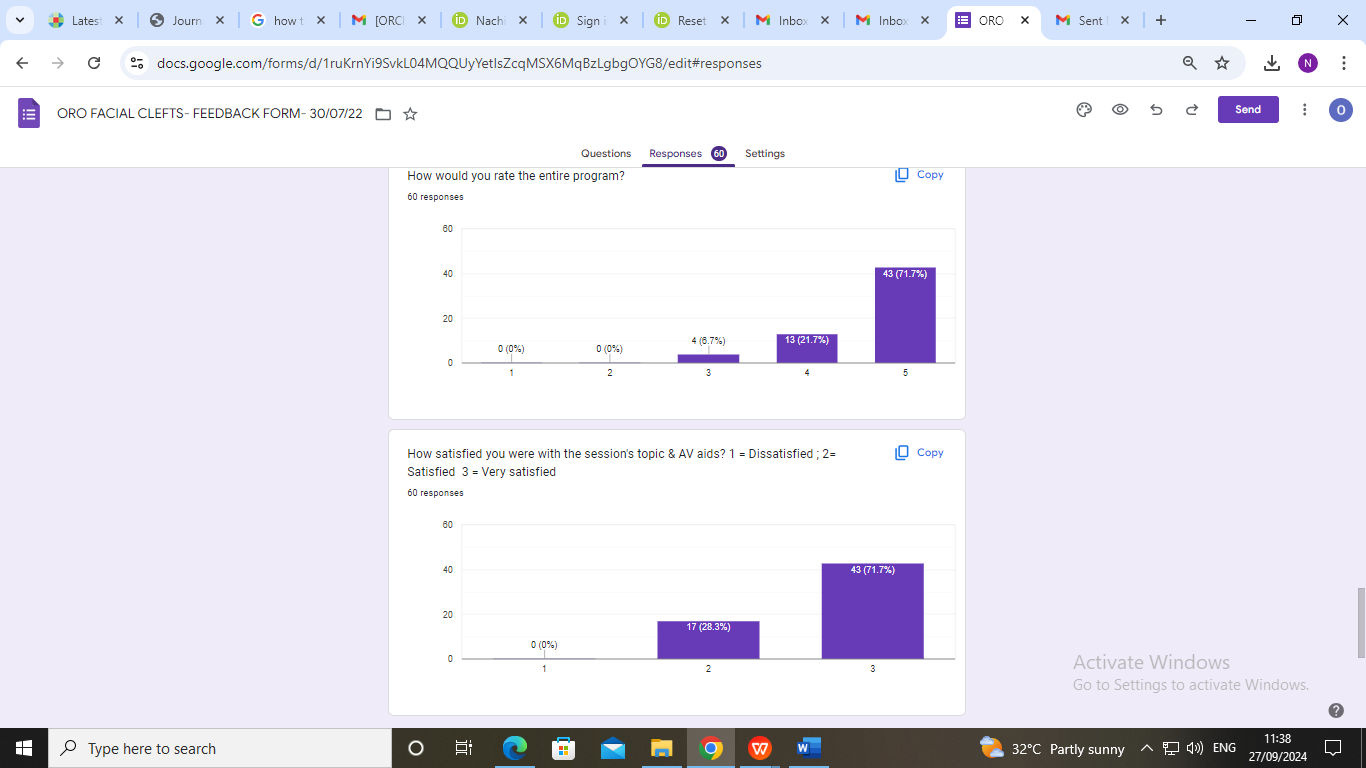 Latest
Journ
how t
[ORCI
Nachi
Sign i
Reset
Inbox
Inbox
ORO
Sent
docs.google.com/forms/d/1ruKrnYi9SvkL04MQQUyYetIsZcqMSX6MqBzLgbgOYG8/edit#responses
N
ORO FACIAL CLEFTS- FEEDBACK FORM- 30/07/22
Send
O
Questions Responses 60 Settings
How would you rate the entire program?
Copy
60 responses
60
40
20
0
0 (0%)
0 (0%)
4 (6.7%)
13 (21.7%)
43 (71.7%)
1 2 3 4 5
How satisfied you were with the session's topic & AV aids? 1 = Dissatisfied ; 2=
Satisfied 3 = Very satisfied
Copy
60 responses
60
40
20
0
0 (0%)
17 (28.3%)
43 (71.7%)
1 2 3
Activate Windows
Go to Settings to activate Windows.
Type here to search
W
32°C Partly sunny
ENG
11:38
27/09/2024